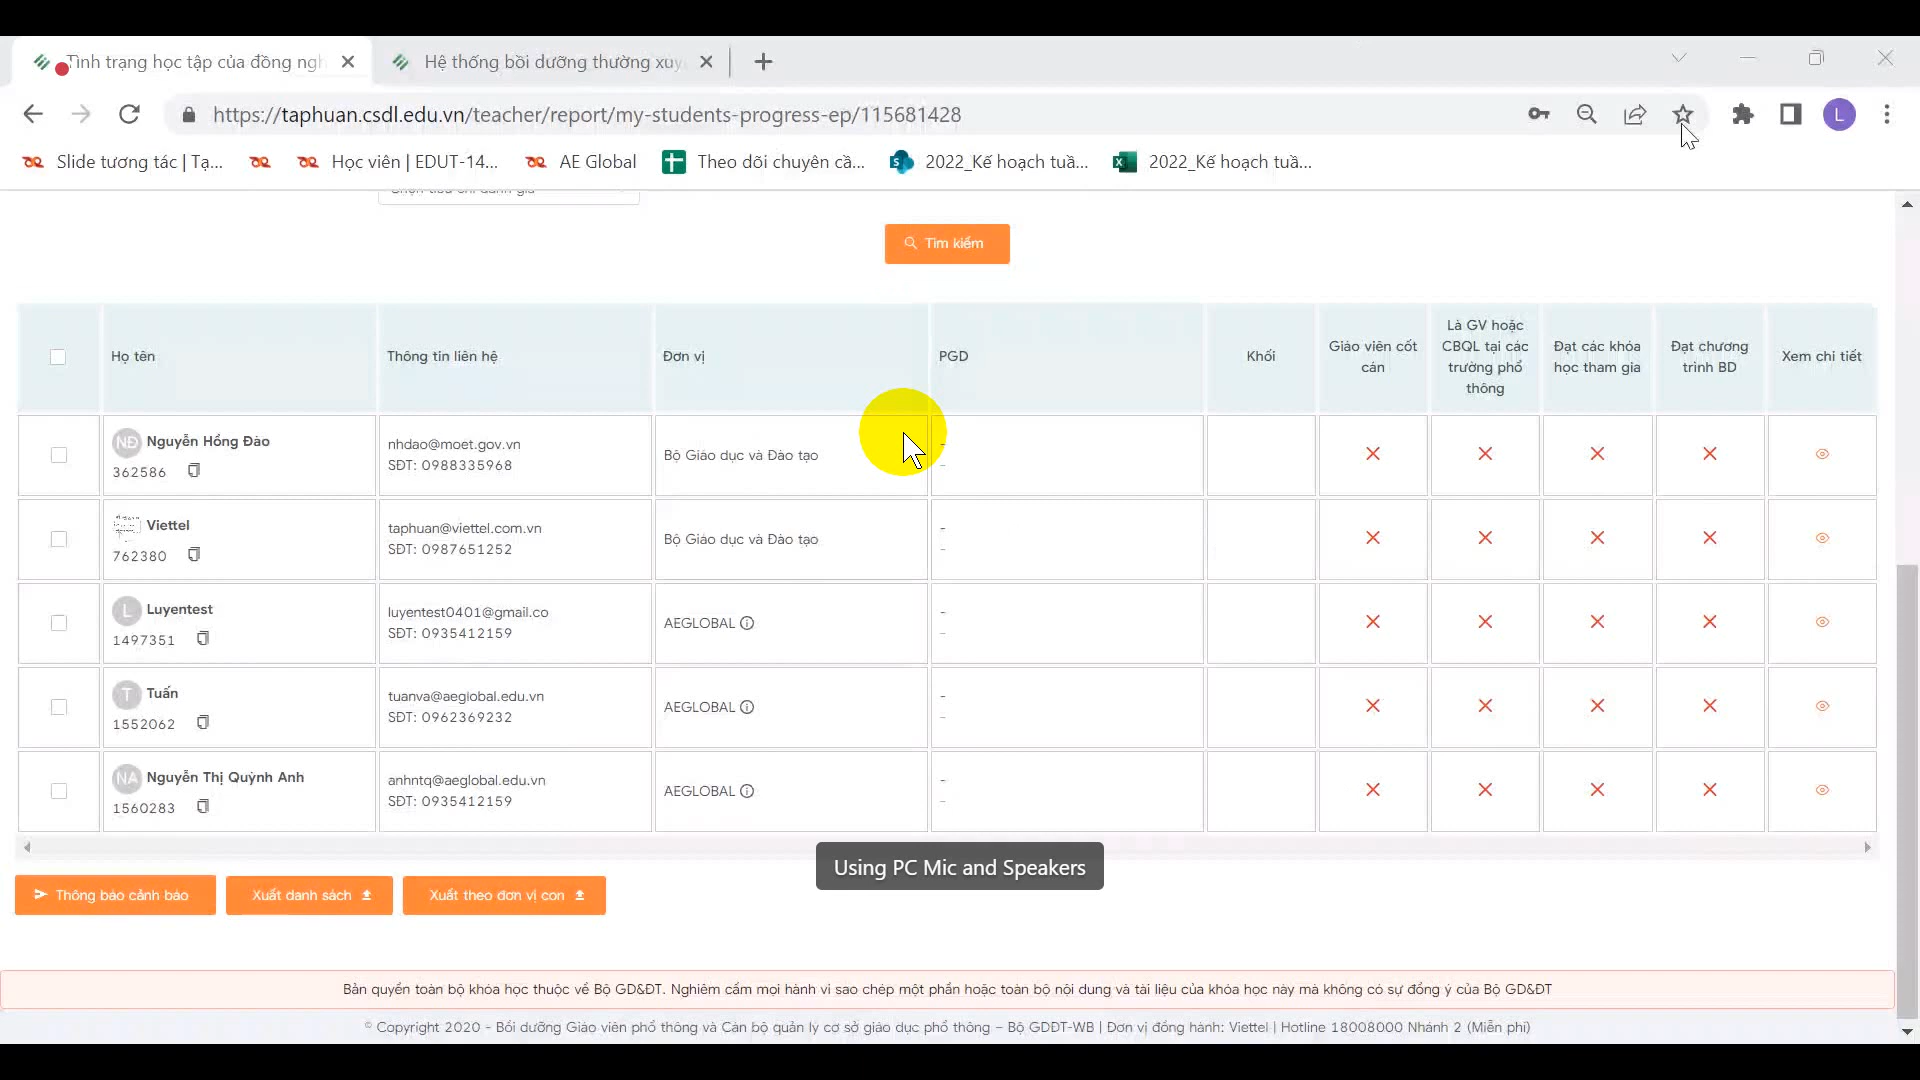 Tình trạng học tập của đồng ngh
Hệ thống bồi dưỡng thường xuy
https://taphuan.csdl.edu.vn/teacher/report/my-students-progress-ep/115681428
L
Slide tương tác | Tạ...
Học viên | EDUT-14...
AE Global
Theo dõi chuyên cầ...
2022_Kế hoạch tuầ...
2022_Kế hoạch tuầ...
Chọn tiêu chí đánh giá
Tìm kiếm
Họ tên
Thông tin liên hệ
Đơn vị
PGD
Khối
Giáo viên cốt
cán
Là GV hoặc
CBQL tại các
trường phổ
thông
Đạt các khóa
học tham gia
Đạt chương
trình BD
Xem chi tiết
NĐ Nguyễn Hồng Đào
362586
nhdao@moet.gov.vn
SĐT: 0988335968
Bộ Giáo dục và Đào tạo
-
-
Viettel
762380
taphuan@viettel.com.vn
SĐT: 0987651252
Bộ Giáo dục và Đào tạo
-
-
L Luyentest
1497351
luyentest0401@gmail.co
SĐT: 0935412159
AEGLOBAL
-
-
T Tuấn
1552062
tuanva@aeglobal.edu.vn
SĐT: 0962369232
AEGLOBAL
-
-
NA Nguyễn Thị Quỳnh Anh
1560283
anhntq@aeglobal.edu.vn
SĐT: 0935412159
AEGLOBAL
-
-
Using PC Mic and Speakers
Thông báo cảnh báo
Xuất danh sách
Xuất theo đơn vị con
Bản quyền toàn bộ khóa học thuộc về Bộ GD&ĐT. Nghiêm cấm mọi hành vi sao chép một phần hoặc toàn bộ nội dung và tài liệu của khóa học này mà không có sự đồng ý của Bộ GD&ĐT
© Copyright 2020 - Bồi dưỡng Giáo viên phổ thông và Cán bộ quản lý cơ sở giáo dục phổ thông – Bộ GDĐT-WB | Đơn vị đồng hành: Viettel | Hotline 18008000 Nhánh 2 (Miễn phí)